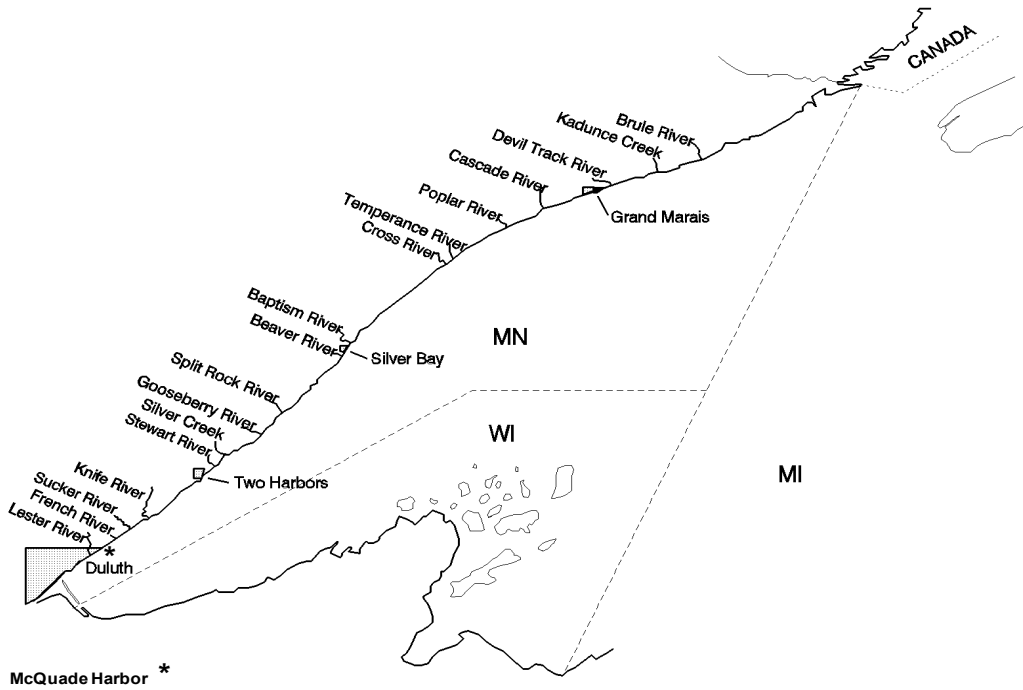 CANADA
Brule River
Kadunce Creek
Devil Track River
Cascade River
Grand Marais
Poplar River
Temperance River
Cross River
Baptism River
Beaver River
MN
Silver Bay
Split Rock River
Gooseberry River
Silver Creek
Stewart River
WI
MI
Two Harbors
Knife River
Sucker River
French River
Lester River
*
Duluth
McQuade Harbor *